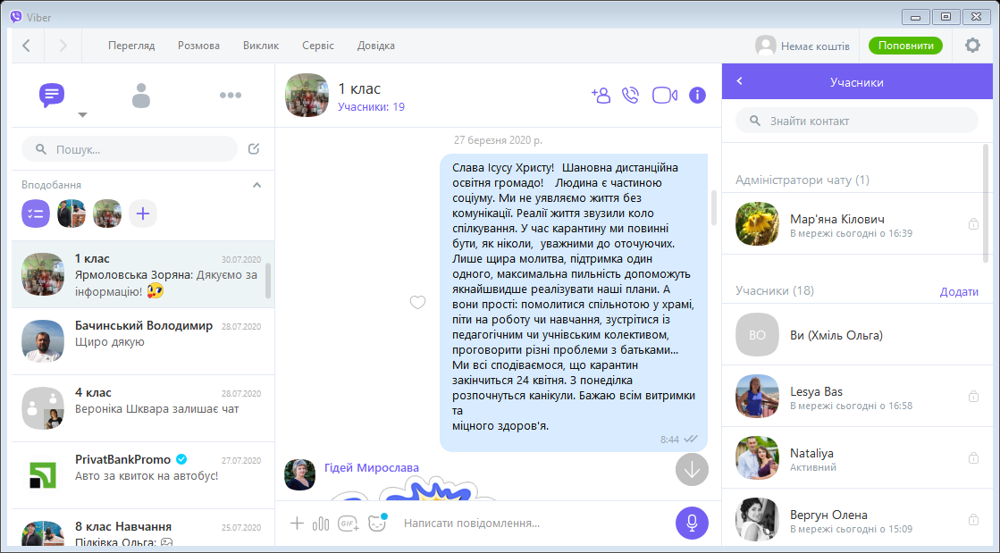 Viber
Перегляд
Розмова
Виклик
Сервіс
Довідка
Немає коштів
Поповнити
Пошук...
Вподобання
1 клас
30.07.2020
Ярмоловська Зоряна: Дякуємо за
інформацію!
Бачинський Володимир
28.07.2020
Щиро дякую
4 клас
28.07.2020
Вероніка Шквара залишає чат
PrivatBankPromo
27.07.2020
Авто за квиток на автобус!
8 клас Навчання
25.07.2020
Підківка Ольга:
1 клас
Учасники: 19
27 березня 2020 р.
Слава Ісусу Христу!  Шановна дистанційна
освітня громадо!   Людина є частиною
соціуму. Ми не уявляємо життя без
комунікації. Реалії життя звузили коло
спілкування. У час карантину ми повинні
бути, як ніколи,  уважними до оточуючих.
Лише щира молитва, підтримка один
одного, максимальна пильність допоможуть
якнайшвидше реалізувати наші плани. А
вони прості: помолитися спільнотою у храмі,
піти на роботу чи навчання, зустрітися із
педагогічним чи учнівським колективом,
проговорити різні проблеми з батьками...
Ми всі сподіваємося, що карантин
закінчиться 24 квітня. З понеділка
розпочнуться канікули. Бажаю всім витримки
та
міцного здоров'я.
8:44
Гідей Мирослава
GIF
Написати повідомлення...
Учасники
Знайти контакт
Адміністратори чату (1)
Мар'яна Кілович
В мережі сьогодні о 16:39
Учасники (18)
Додати
ВО
Ви (Хміль Ольга)
Lesya Bas
В мережі сьогодні о 16:58
Nataliya
Активний
Вергун Олена
В мережі сьогодні о 15:09